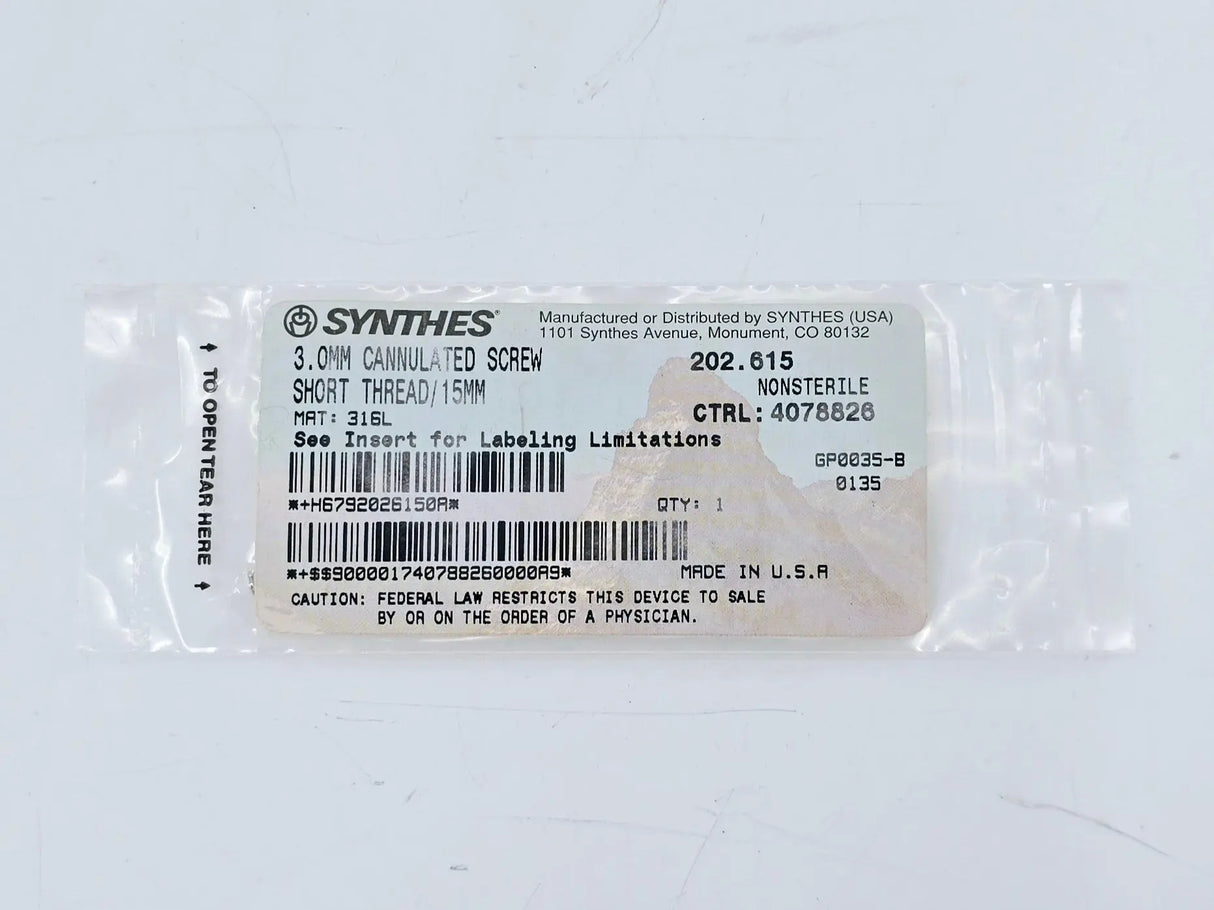 SYNTHES®
Manufactured or Distributed by SYNTHES (USA)
1101 Synthes Avenue, Monument, CO 80132
3.0MM CANNULATED SCREW
202.615
SHORT THREAD/15MM
NONSTERILE
MAT: 316L
CTRL: 4078826
See Insert for Labeling Limitations
GP0035-B
0135
*+H6792026150A*
QTY: 1
*+$$900001740788260000A9*
MADE IN U.S.A
CAUTION: FEDERAL LAW RESTRICTS THIS DEVICE TO SALE
BY OR ON THE ORDER OF A PHYSICIAN.
TO OPEN TEAR HERE